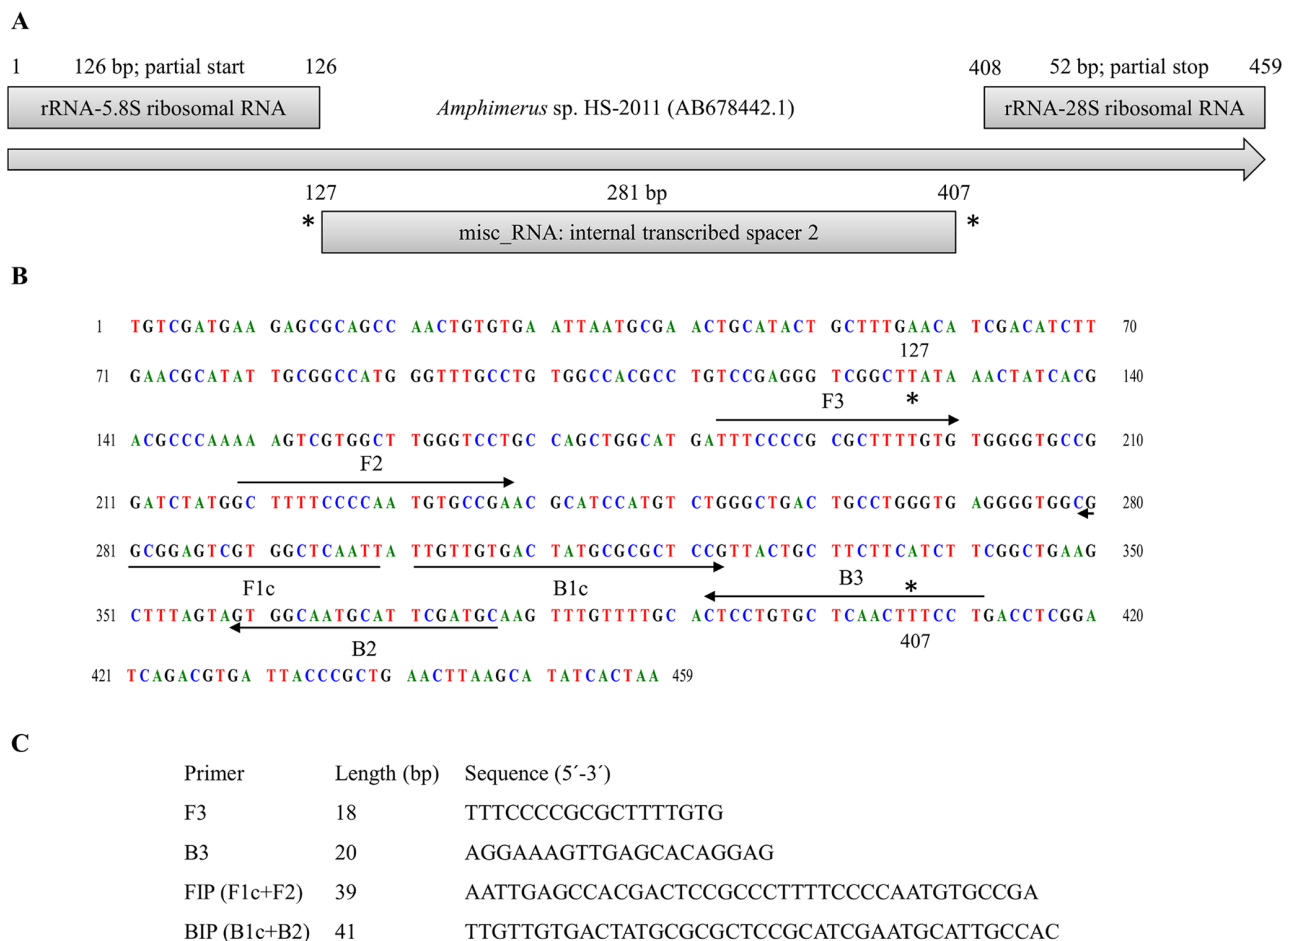 A
1 126 bp; partial start 126 408 52 bp; partial stop 459
rRNA-5.8S ribosomal RNA Amphimerus sp. HS-2011 (AB678442.1) rRNA-28S ribosomal RNA
127 281 bp 407
* misc_RNA: internal transcribed spacer 2 *
B
1 TGTCGATGAA GAGCGCAGCC AACTGTGTGA ATTAATGCGA ACTGCATACT GCTTTGAACA TCGACATCTT 70
127
71 GAACGCATAT TGCGGCCATG GGTTTGCCTG TGGCCACGCC TGTCCGAGGG TCGGCTTATA AACTATCACG 140
F3 *
141 ACGCCCAAAA AGTCGTGGCT TGGGTCCTGC CAGCTGGCAT GATTTCCCCG CGCTTTTGTG TGGGGTGCCG 210
F2
211 GATCTATGGC TTTTCCCCAA TGTGCCGAAC GCATCCATGT CTGGGCTGAC TGCCTGGGTG AGGGGTGGCG 280
281 GCGGAGTCGT GGCTCAATTA TTGTTGTGAC TATGCGCGCT CCGTTACTGC TTCTTCATCT TCGGCTGAAG 350
F1c B1c B3 *
351 CTTTAGTAGT GGCAATGCAT TCGATGCAAG TTTGTTTTGC ACTCCTGTGC TCAACTTTCC TGACCTCGGA 420
B2 407
421 TCAGACGTGA TTACCCGCTG AACTTAAGCA TATCACTAA 459
C
Primer Length (bp) Sequence (5´-3´)
F3 18 TTTCCCCGCGCTTTTGTG
B3 20 AGGAAAGTTGAGCACAGGAG
FIP (F1c+F2) 39 AATTGAGCCACGACTCCGCCCTTTTCCCCAATGTGCCGA
BIP (B1c+B2) 41 TTGTTGTGACTATGCGCGCTCCGCATCGAATGCATTGCCAC